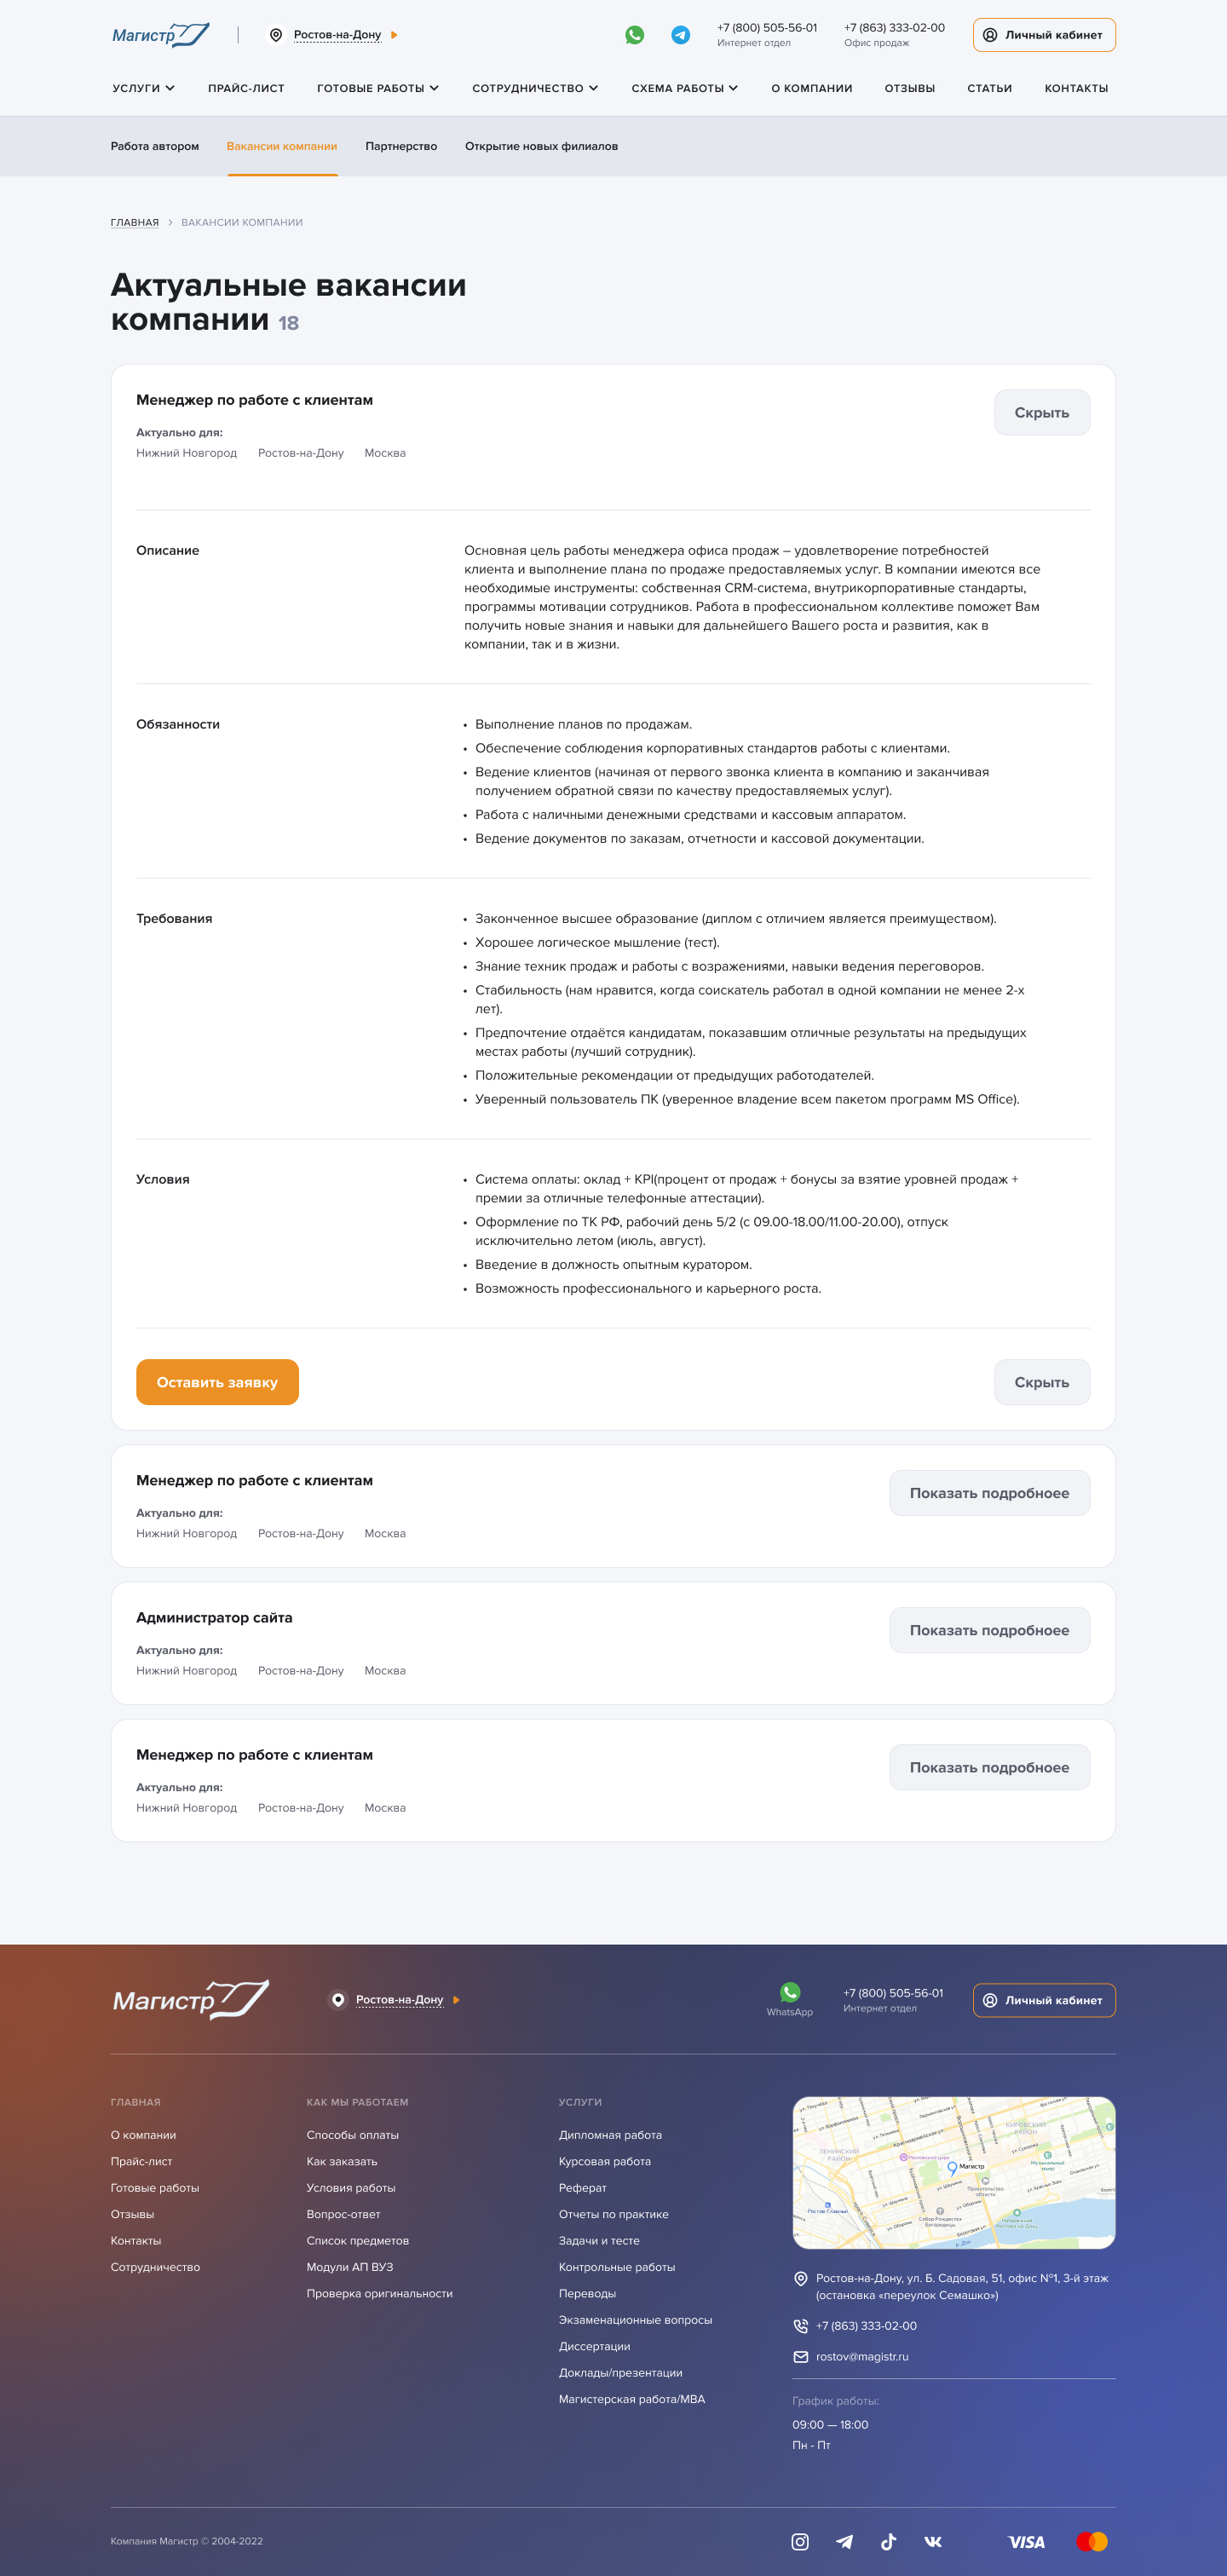 Магистр
Ростов-на-Дону
+7 (800) 505-56-01
Интернет отдел
+7 (863) 333-02-00
Офис продаж
Личный кабинет
УСЛУГИ ПРАЙС-ЛИСТ ГОТОВЫЕ РАБОТЫ СОТРУДНИЧЕСТВО СХЕМА РАБОТЫ О КОМПАНИИ ОТЗЫВЫ СТАТЬИ КОНТАКТЫ
Работа автором Вакансии компании Партнерство Открытие новых филиалов
ГЛАВНАЯ ВАКАНСИИ КОМПАНИИ
Актуальные вакансии
компании 18
Менеджер по работе с клиентам
Скрыть
Актуально для:
Нижний Новгород Ростов-на-Дону Москва
Описание
Основная цель работы менеджера офиса продаж – удовлетворение потребностей
клиента и выполнение плана по продаже предоставляемых услуг. В компании имеются все
необходимые инструменты: собственная CRM-система, внутрикорпоративные стандарты,
программы мотивации сотрудников. Работа в профессиональном коллективе поможет Вам
получить новые знания и навыки для дальнейшего Вашего роста и развития, как в
компании, так и в жизни.
Обязанности
• Выполнение планов по продажам.
• Обеспечение соблюдения корпоративных стандартов работы с клиентами.
• Ведение клиентов (начиная от первого звонка клиента в компанию и заканчивая
получением обратной связи по качеству предоставляемых услуг).
• Работа с наличными денежными средствами и кассовым аппаратом.
• Ведение документов по заказам, отчетности и кассовой документации.
Требования
• Законченное высшее образование (диплом с отличием является преимуществом).
• Хорошее логическое мышление (тест).
• Знание техник продаж и работы с возражениями, навыки ведения переговоров.
• Стабильность (нам нравится, когда соискатель работал в одной компании не менее 2-х
лет).
• Предпочтение отдаётся кандидатам, показавшим отличные результаты на предыдущих
местах работы (лучший сотрудник).
• Положительные рекомендации от предыдущих работодателей.
• Уверенный пользователь ПК (уверенное владение всем пакетом программ MS Office).
Условия
• Система оплаты: оклад + KPI(процент от продаж + бонусы за взятие уровней продаж +
премии за отличные телефонные аттестации).
• Оформление по ТК РФ, рабочий день 5/2 (с 09.00-18.00/11.00-20.00), отпуск
исключительно летом (июль, август).
• Введение в должность опытным куратором.
• Возможность профессионального и карьерного роста.
Оставить заявку
Скрыть
Менеджер по работе с клиентам
Показать подробноее
Актуально для:
Нижний Новгород Ростов-на-Дону Москва
Администратор сайта
Показать подробноее
Актуально для:
Нижний Новгород Ростов-на-Дону Москва
Менеджер по работе с клиентам
Показать подробноее
Актуально для:
Нижний Новгород Ростов-на-Дону Москва
Магистр
Ростов-на-Дону
WhatsApp
+7 (800) 505-56-01
Интернет отдел
Личный кабинет
ГЛАВНАЯ
О компании
Прайс-лист
Готовые работы
Отзывы
Контакты
Сотрудничество
КАК МЫ РАБОТАЕМ
Способы оплаты
Как заказать
Условия работы
Вопрос-ответ
Список предметов
Модули АП ВУЗ
Проверка оригинальности
УСЛУГИ
Дипломная работа
Курсовая работа
Реферат
Отчеты по практике
Задачи и тесте
Контрольные работы
Переводы
Экзаменационные вопросы
Диссертации
Доклады/презентации
Магистерская работа/MBA
КИРОВСКИЙ
РАЙОН
ЛЕНИНСКИЙ
РАЙОН
Магистр
Ростов-на-Дону, ул. Б. Садовая, 51, офис №1, 3-й этаж
(остановка «переулок Семашко»)
+7 (863) 333-02-00
rostov@magistr.ru
График работы:
09:00 — 18:00
Пн - Пт
Компания Магистр © 2004-2022
VISA